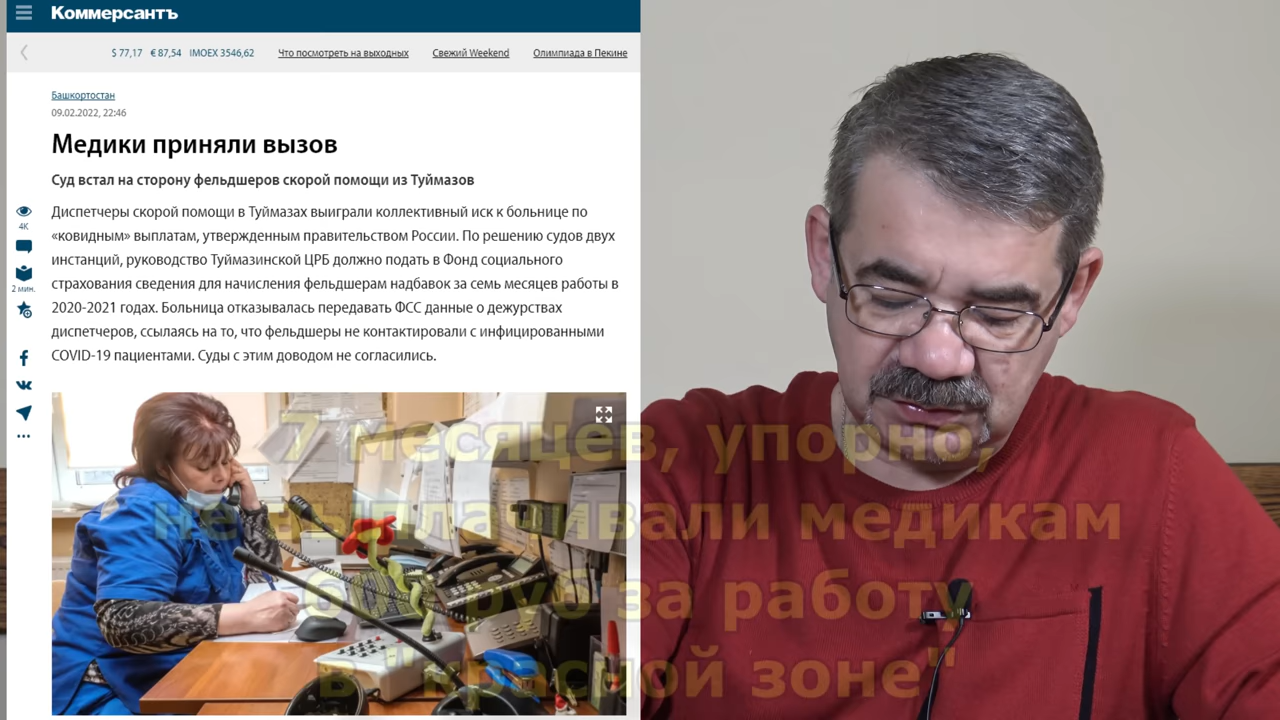 Коммерсантъ
$ 77,17 € 87,54 IMOEX 3546,62 Что посмотреть на выходных Свежий Weekend Олимпиада в Пекине
Башкортостан
09.02.2022, 22:46
Медики приняли вызов
Суд встал на сторону фельдшеров скорой помощи из Туймазов
Диспетчеры скорой помощи в Туймазах выиграли коллективный иск к больнице по
«ковидным» выплатам, утвержденным правительством России. По решению судов двух
инстанций, руководство Туймазинской ЦРБ должно подать в Фонд социального
страхования сведения для начисления фельдшерам надбавок за семь месяцев работы в
2020-2021 годах. Больница отказывалась передавать ФСС данные о дежурствах
диспетчеров, ссылаясь на то, что фельдшеры не контактировали с инфицированными
COVID-19 пациентами. Суды с этим доводом не согласились.
4K
2 мин.
7 месяцев, упорно,
не выплачивали медикам
руб за работу
в "красной зоне"